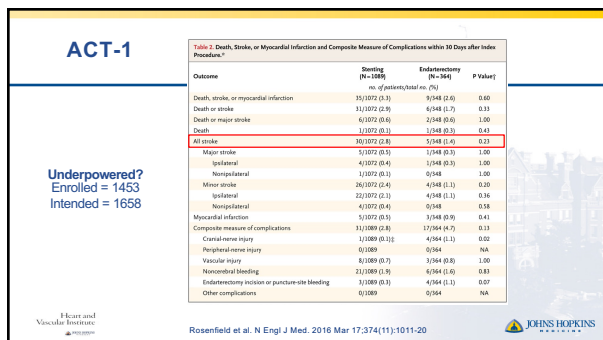 ACT-1
Underpowered?
Enrolled = 1453
Intended = 1658
Table 2. Death, Stroke, or Myocardial Infarction and Composite Measure of Complications within 30 Days after Index
Procedure.*
Outcome Stenting (N=1089) Endarterectomy (N=364) P Value†
no. of patients/total no. (%)
Death, stroke, or myocardial infarction 35/1072 (3.3) 9/348 (2.6) 0.60
Death or stroke 31/1072 (2.9) 6/348 (1.7) 0.33
Death or major stroke 6/1072 (0.6) 2/348 (0.6) 1.00
Death 1/1072 (0.1) 1/348 (0.3) 0.43
All stroke 30/1072 (2.8) 5/348 (1.4) 0.23
Major stroke 5/1072 (0.5) 1/348 (0.3) 1.00
Ipsilateral 4/1072 (0.4) 1/348 (0.3) 1.00
Nonipsilateral 1/1072 (0.1) 0/348 1.00
Minor stroke 26/1072 (2.4) 4/348 (1.1) 0.20
Ipsilateral 22/1072 (2.1) 4/348 (1.1) 0.36
Nonipsilateral 4/1072 (0.4) 0/348 0.58
Myocardial infarction 5/1072 (0.5) 3/348 (0.9) 0.41
Composite measure of complications 31/1089 (2.8) 17/364 (4.7) 0.13
Cranial-nerve injury 1/1089 (0.1)‡ 4/364 (1.1) 0.02
Peripheral-nerve injury 0/1089 0/364 NA
Vascular injury 8/1089 (0.7) 3/364 (0.8) 1.00
Noncerebral bleeding 21/1089 (1.9) 6/364 (1.6) 0.83
Endarterectomy incision or puncture-site bleeding 3/1089 (0.3) 4/364 (1.1) 0.07
Other complications 0/1089 0/364 NA
Heart and
Vascular Institute
Rosenfield et al. N Engl J Med. 2016 Mar 17;374(11):1011-20
JOHNS HOPKINS
MEDICINE